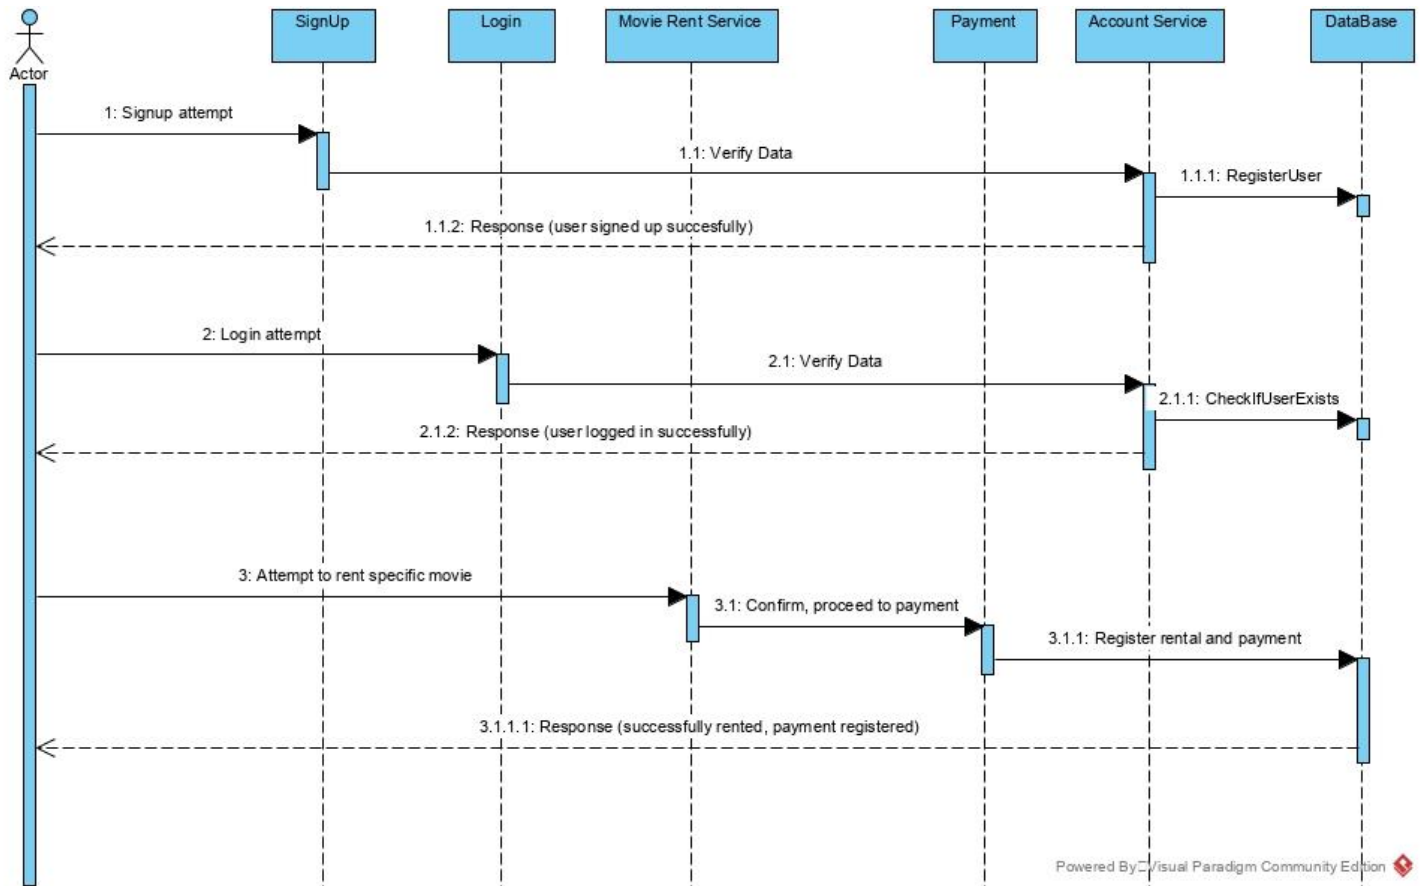 SignUp
Login
Movie Rent Service
Payment
Account Service
DataBase
Actor
1: Signup attempt
1.1: Verify Data
1.1.1: RegisterUser
1.1.2: Response (user signed up succesfully)
2: Login attempt
2.1: Verify Data
2.1.1: CheckIfUserExists
2.1.2: Response (user logged in successfully)
3: Attempt to rent specific movie
3.1: Confirm, proceed to payment
3.1.1: Register rental and payment
3.1.1.1: Response (successfully rented, payment registered)
Powered By□Visual Paradigm Community Edition